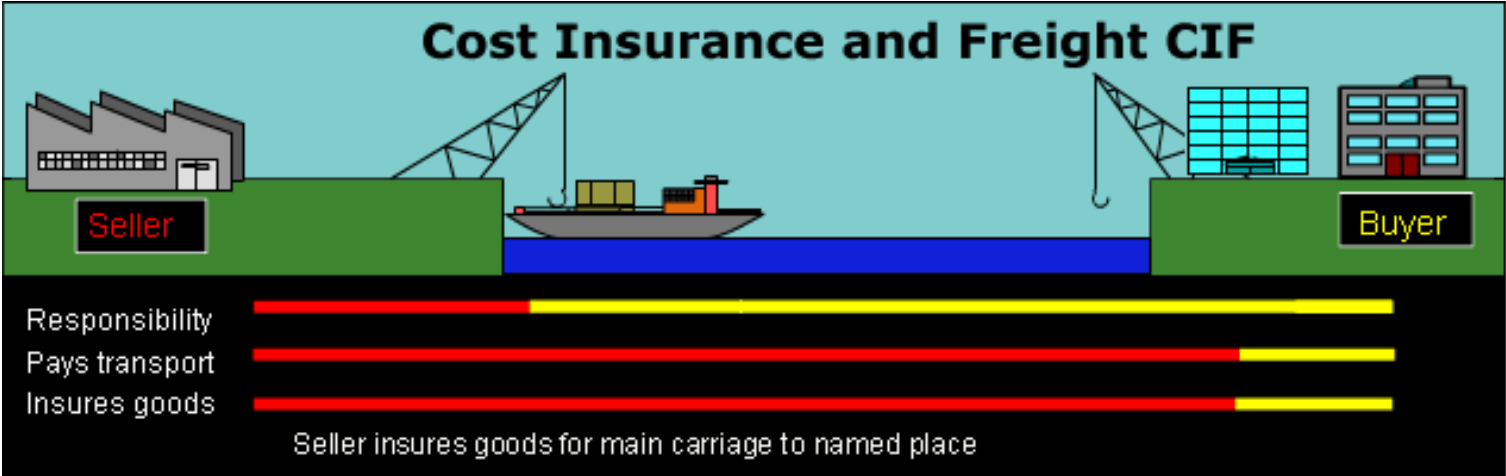 Cost Insurance and Freight CIF
Seller
Buyer
Responsibility
Pays transport
Insures goods
Seller insures goods for main carriage to named place